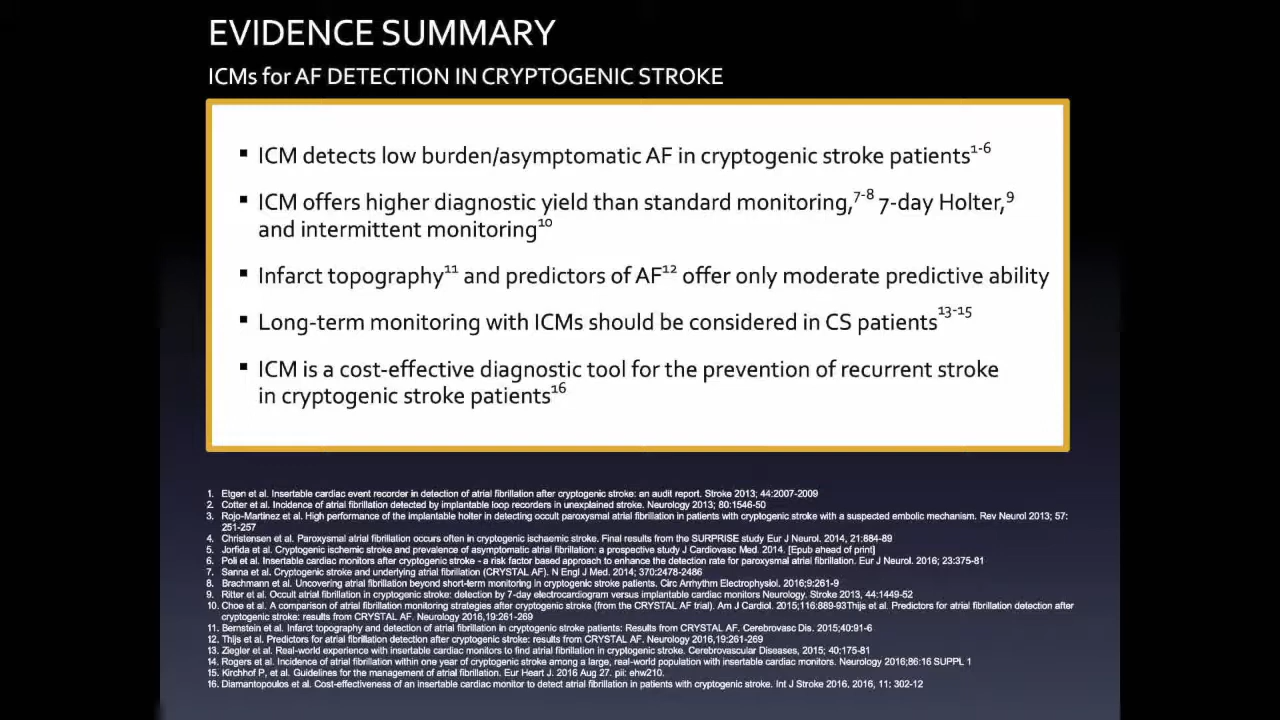 EVIDENCE SUMMARY
ICMs for AF DETECTION IN CRYPTOGENIC STROKE
▪ ICM detects low burden/asymptomatic AF in cryptogenic stroke patients1-6
▪ ICM offers higher diagnostic yield than standard monitoring,7-8 7-day Holter,9
and intermittent monitoring10
▪ Infarct topography11 and predictors of AF12 offer only moderate predictive ability
▪ Long-term monitoring with ICMs should be considered in CS patients13-15
▪ ICM is a cost-effective diagnostic tool for the prevention of recurrent stroke
in cryptogenic stroke patients16
1. Etgen et al. Insertable cardiac event recorder in detection of atrial fibrillation after cryptogenic stroke: an audit report. Stroke 2013; 44:2007-2009
2. Cotter et al. Incidence of atrial fibrillation detected by implantable loop recorders in unexplained stroke. Neurology 2013; 80:1546-50
3. Rojo-Martinez et al. High performance of the implantable holter in detecting occult paroxysmal atrial fibrillation in patients with cryptogenic stroke with a suspected embolic mechanism. Rev Neurol 2013; 57:
251-257
4. Christensen et al. Paroxysmal atrial fibrillation occurs often in cryptogenic ischaemic stroke. Final results from the SURPRISE study Eur J Neurol. 2014, 21:884-89
5. Jorfida et al. Cryptogenic ischemic stroke and prevalence of asymptomatic atrial fibrillation: a prospective study J Cardiovasc Med. 2014. [Epub ahead of print]
6. Poli et al. Insertable cardiac monitors after cryptogenic stroke - a risk factor based approach to enhance the detection rate for paroxysmal atrial fibrillation. Eur J Neurol. 2016; 23:375-81
7. Sanna et al. Cryptogenic stroke and underlying atrial fibrillation (CRYSTAL AF). N Engl J Med. 2014; 370:2478-2486
8. Brachmann et al. Uncovering atrial fibrillation beyond short-term monitoring in cryptogenic stroke patients. Circ Arrhythm Electrophysiol. 2016;9:261-9
9. Ritter et al. Occult atrial fibrillation in cryptogenic stroke: detection by 7-day electrocardiogram versus implantable cardiac monitors Neurology. Stroke 2013, 44:1449-52
10. Choe et al. A comparison of atrial fibrillation monitoring strategies after cryptogenic stroke (from the CRYSTAL AF trial). Am J Cardiol. 2015;116:889-93Thijs et al. Predictors for atrial fibrillation detection after
cryptogenic stroke: results from CRYSTAL AF. Neurology 2016,19:261-269
11. Bernstein et al. Infarct topography and detection of atrial fibrillation in cryptogenic stroke patients: Results from CRYSTAL AF. Cerebrovasc Dis. 2015;40:91-6
12. Thijs et al. Predictors for atrial fibrillation detection after cryptogenic stroke: results from CRYSTAL AF. Neurology 2016,19:261-269
13. Ziegler et al. Real-world experience with insertable cardiac monitors to find atrial fibrillation in cryptogenic stroke. Cerebrovascular Diseases, 2015; 40:175-81
14. Rogers et al. Incidence of atrial fibrillation within one year of cryptogenic stroke among a large, real-world population with insertable cardiac monitors. Neurology 2016;86:16 SUPPL 1
15. Kirchhof P, et al. Guidelines for the management of atrial fibrillation. Eur Heart J. 2016 Aug 27. pii: ehw210.
16. Diamantopoulos et al. Cost-effectiveness of an insertable cardiac monitor to detect atrial fibrillation in patients with cryptogenic stroke. Int J Stroke 2016. 2016, 11: 302-12